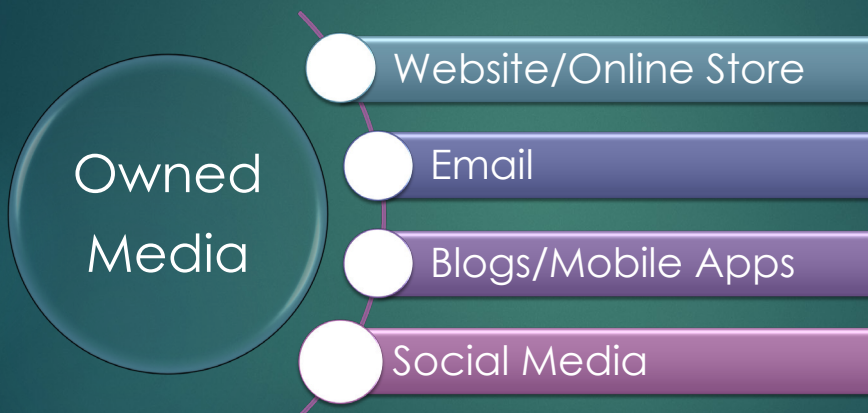 Owned
Media
Website/Online Store
Email
Blogs/Mobile Apps
Social Media